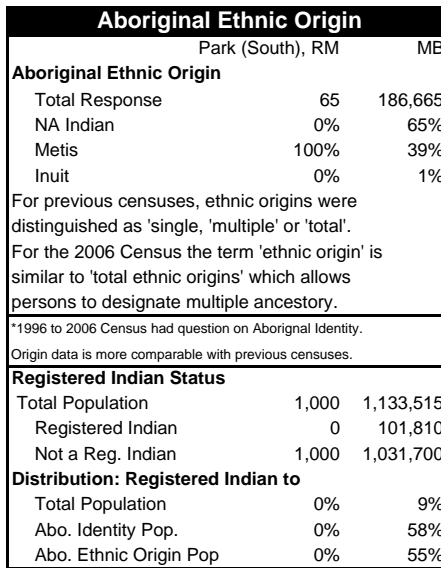 Aboriginal Ethnic Origin
Park (South), RM MB
Aboriginal Ethnic Origin
Total Response 65 186,665
NA Indian 0% 65%
Metis 100% 39%
Inuit 0% 1%
For previous censuses, ethnic origins were
distinguished as 'single, 'multiple' or 'total'.
For the 2006 Census the term 'ethnic origin' is
similar to 'total ethnic origins' which allows
persons to designate multiple ancestory.
*1996 to 2006 Census had question on Aborignal Identity.
Origin data is more comparable with previous censuses.
Registered Indian Status
Total Population 1,000 1,133,515
Registered Indian 0 101,810
Not a Reg. Indian 1,000 1,031,700
Distribution: Registered Indian to
Total Population 0% 9%
Abo. Identity Pop. 0% 58%
Abo. Ethnic Origin Pop 0% 55%